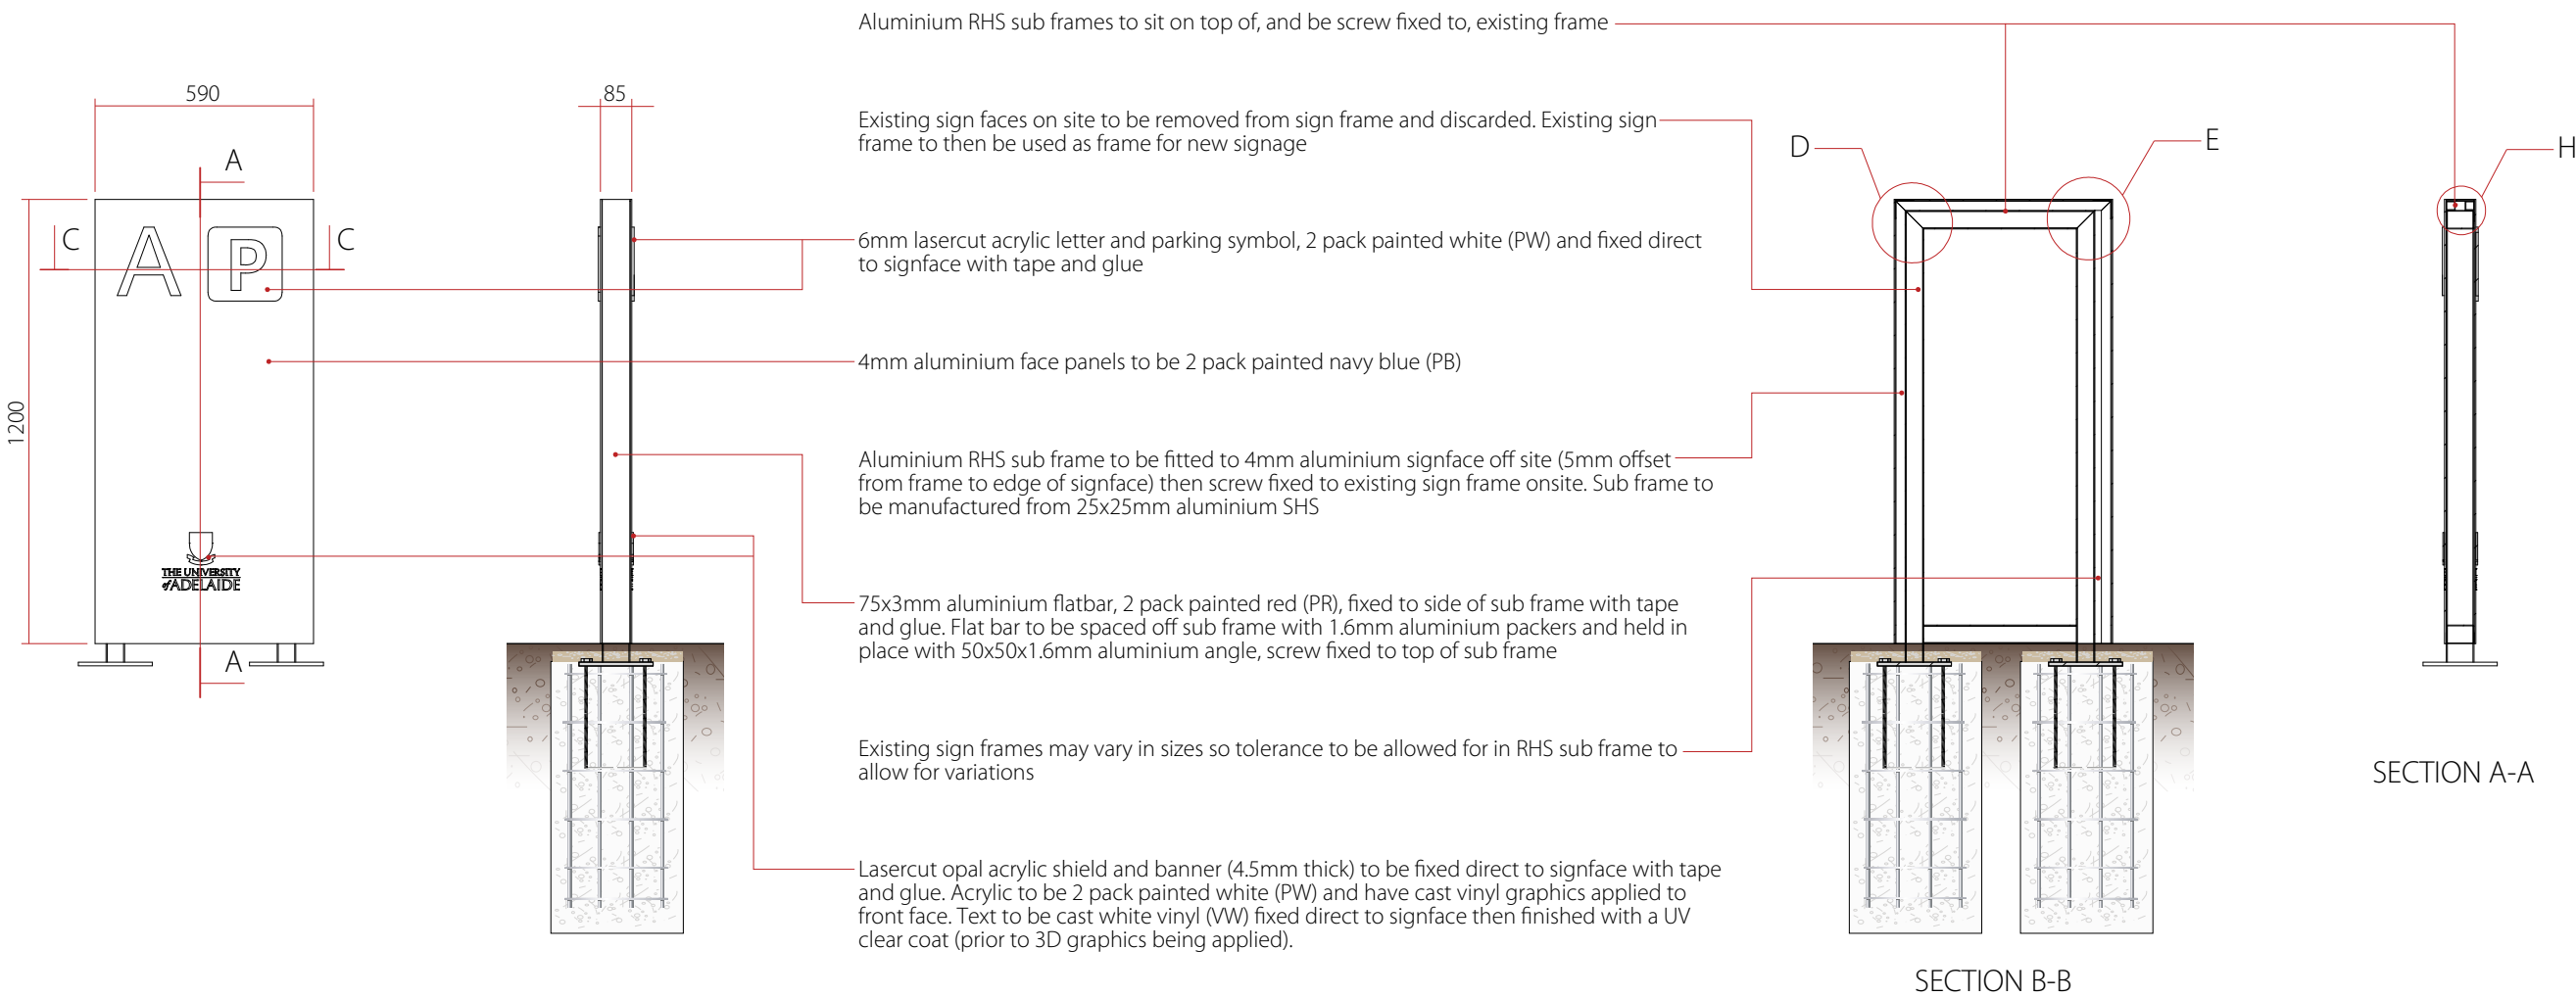 Aluminium RHS sub frames to sit on top of, and be screw fixed to, existing frame
590
85
Existing sign faces on site to be removed from sign frame and discarded. Existing sign
frame to then be used as frame for new signage
D
E
H
A
C
C
A
P
6mm lasercut acrylic letter and parking symbol, 2 pack painted white (PW) and fixed direct
to signface with tape and glue
4mm aluminium face panels to be 2 pack painted navy blue (PB)
1200
Aluminium RHS sub frame to be fitted to 4mm aluminium signface off site (5mm offset
from frame to edge of signface) then screw fixed to existing sign frame onsite. Sub frame to
be manufactured from 25x25mm aluminium SHS
THE UNIVERSITY
of ADELAIDE
75x3mm aluminium flatbar, 2 pack painted red (PR), fixed to side of sub frame with tape
and glue. Flat bar to be spaced off sub frame with 1.6mm aluminium packers and held in
place with 50x50x1.6mm aluminium angle, screw fixed to top of sub frame
A
Existing sign frames may vary in sizes so tolerance to be allowed for in RHS sub frame to
allow for variations
SECTION A-A
Lasercut opal acrylic shield and banner (4.5mm thick) to be fixed direct to signface with tape
and glue. Acrylic to be 2 pack painted white (PW) and have cast vinyl graphics applied to
front face. Text to be cast white vinyl (VW) fixed direct to signface then finished with a UV
clear coat (prior to 3D graphics being applied).
SECTION B-B